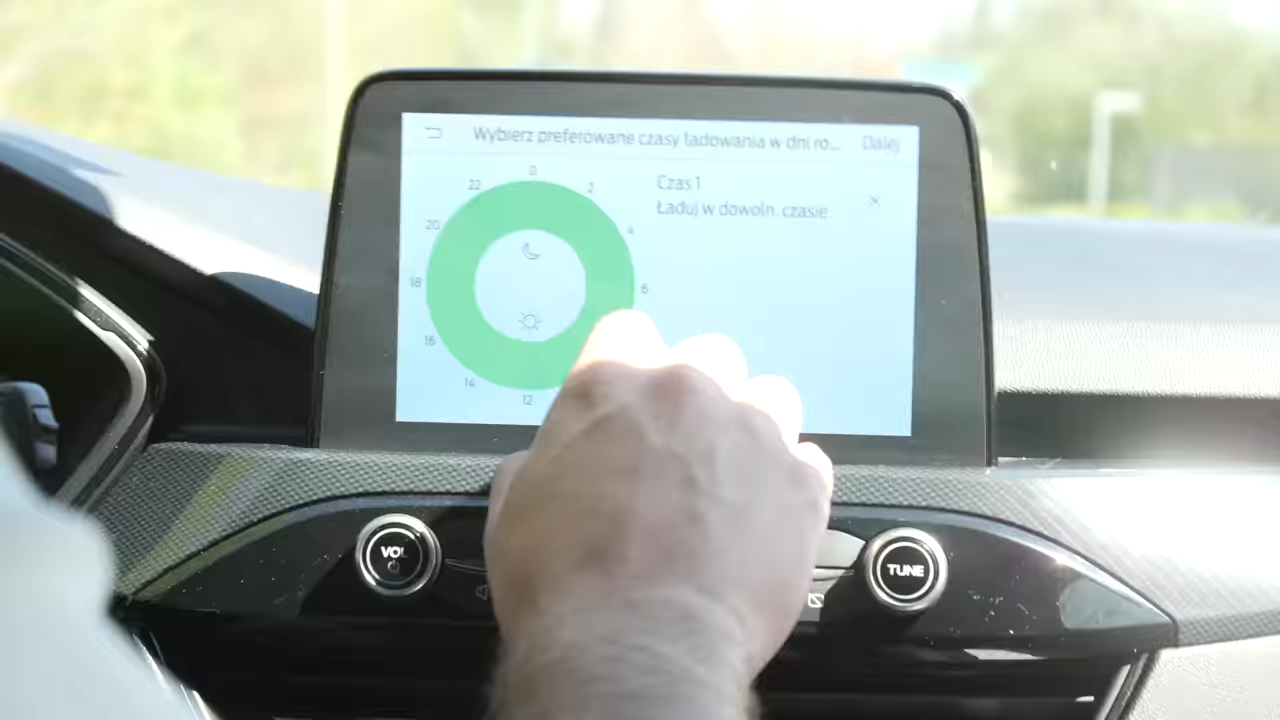 Wybierz preferowane czasy ładowania w dni ro...
Dalej
Czas 1
Ładuj w dowoln. czasie
0
2
4
6
12
14
16
18
20
22
VOL
TUNE